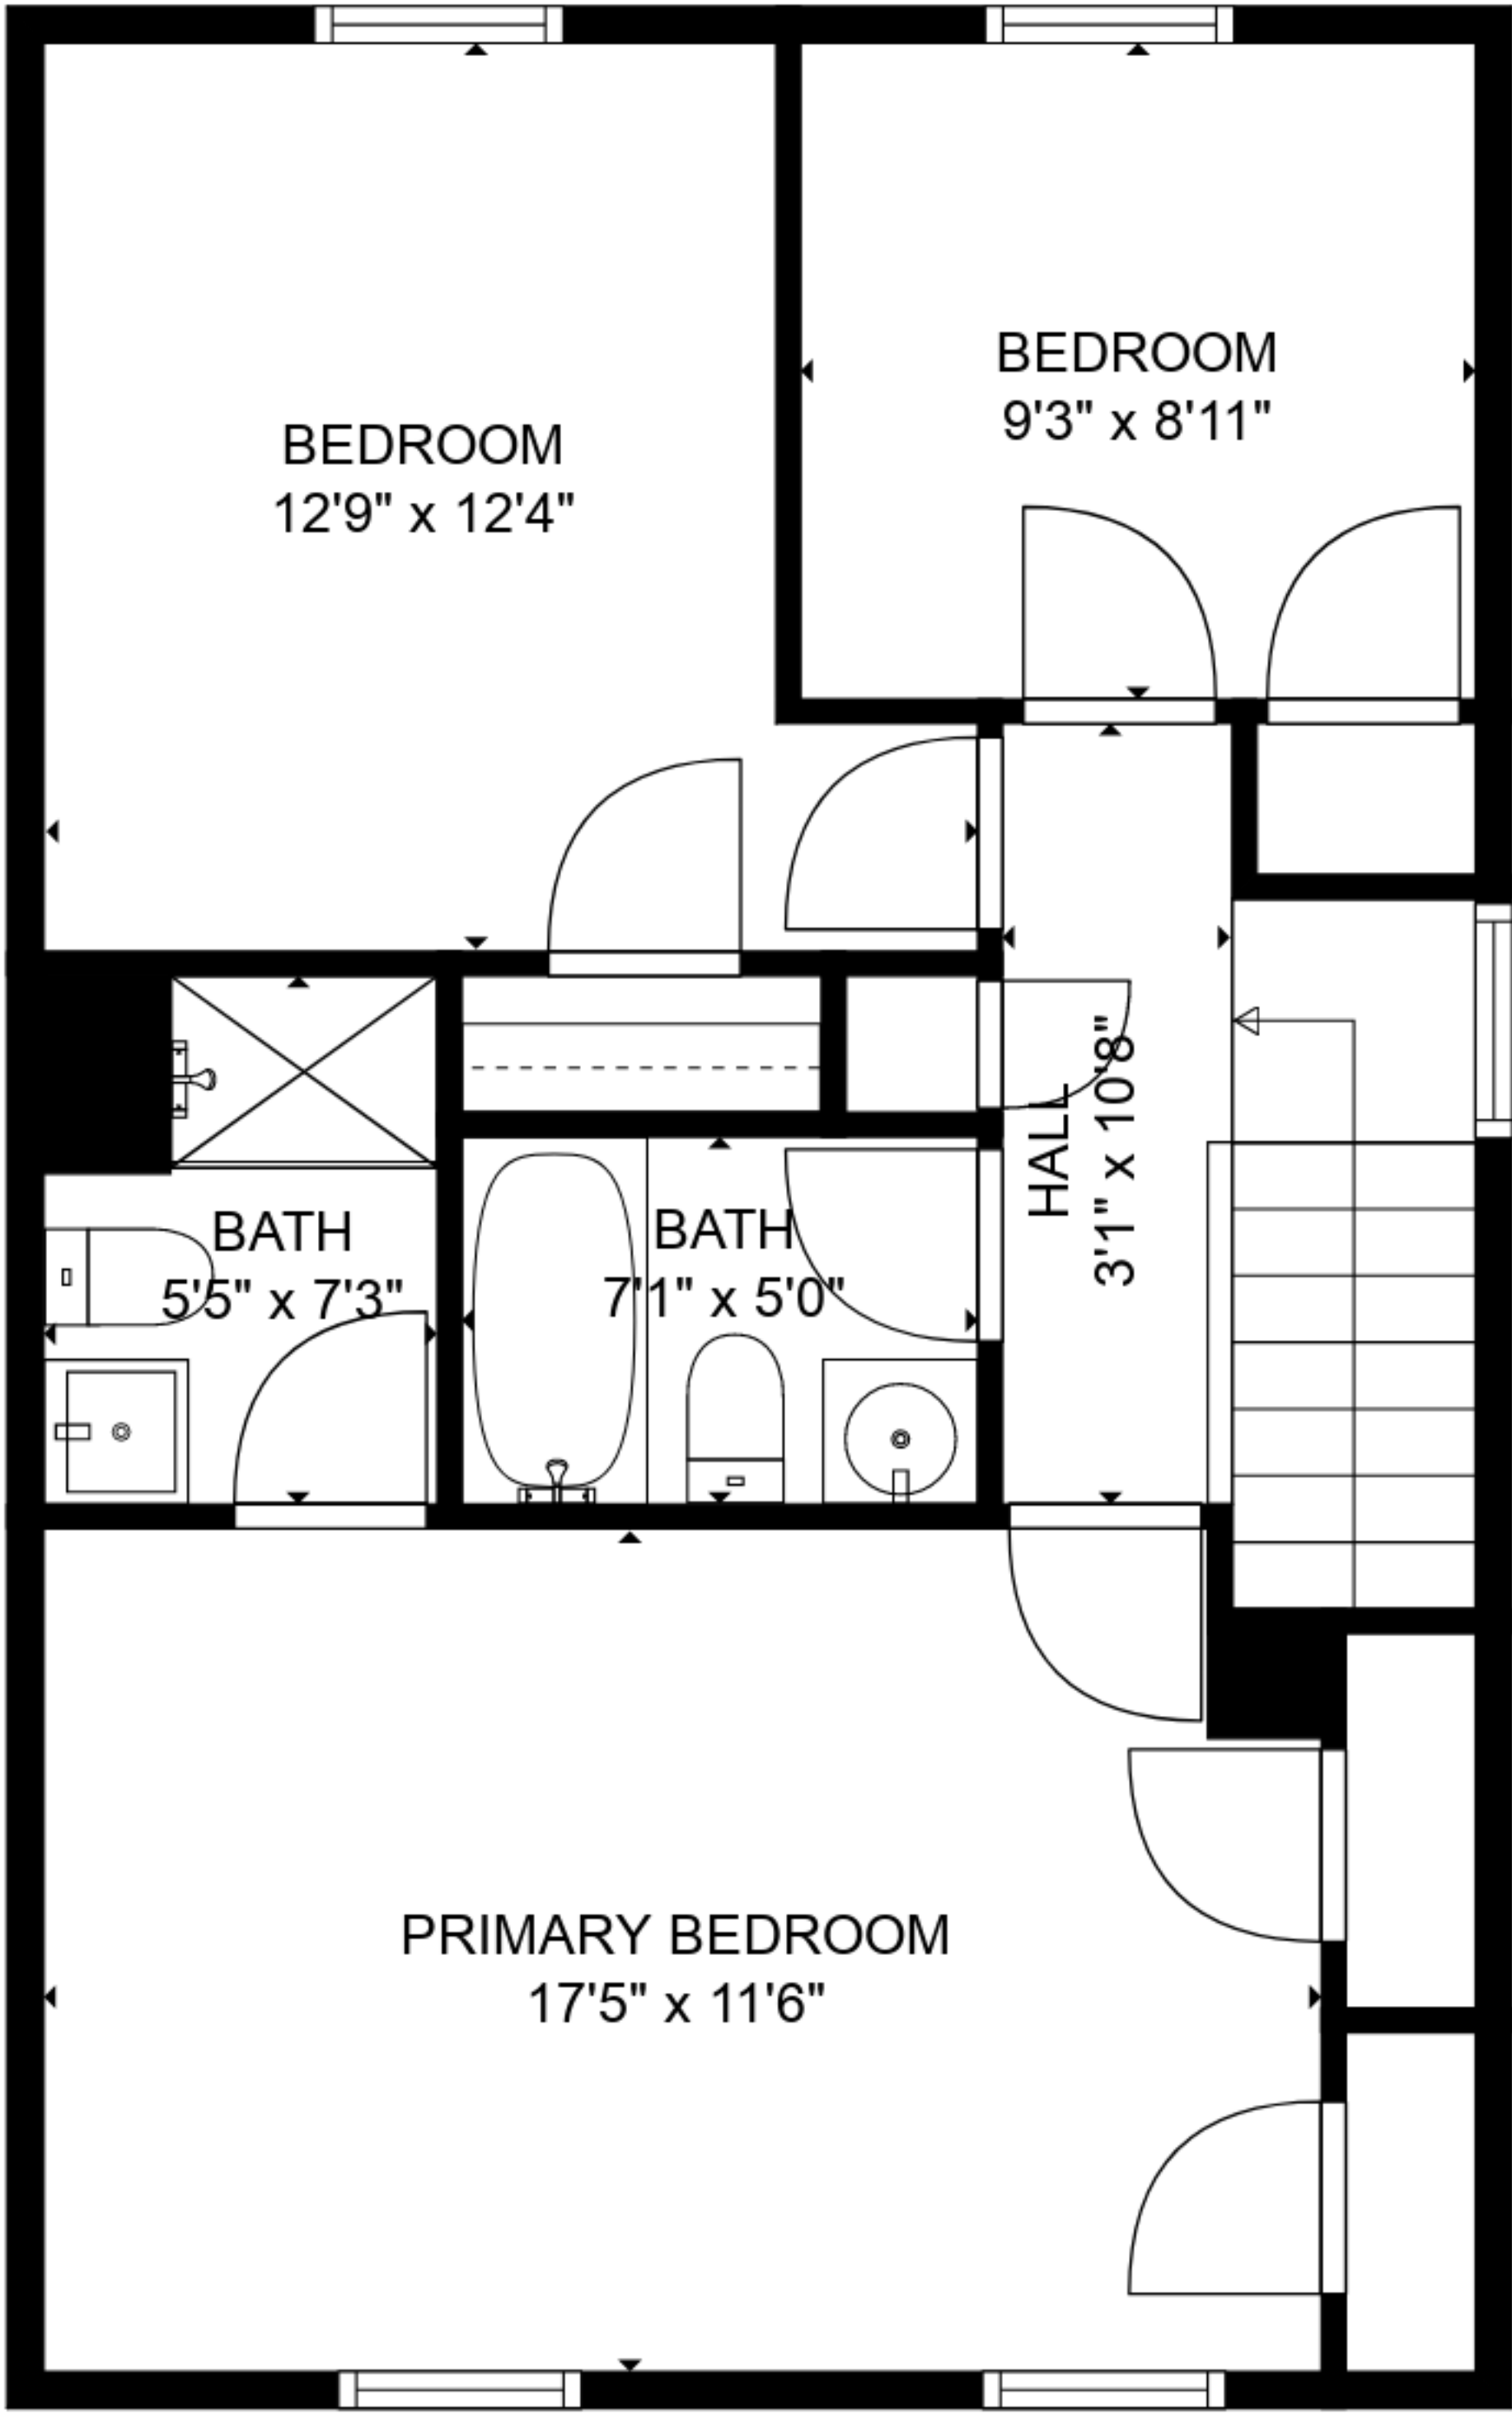 BEDROOM
9'3" x 8'11"
BEDROOM
12'9" x 12'4"
HALL
3'1" x 10'8"
BATH
5'5" x 7'3"
BATH
7'1" x 5'0"
PRIMARY BEDROOM
17'5" x 11'6"